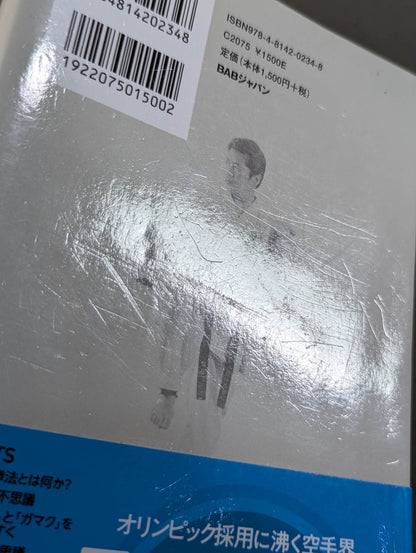 ISBN978-4-8142-0234-8
C2075 ¥1500E
定価(本体1,500円+税)
BABジャパン
4814202348
1922075015002
TS
法とは何か?
不思議
と「ガマク」を
く
思議
オリンピック採用に沸く空手界